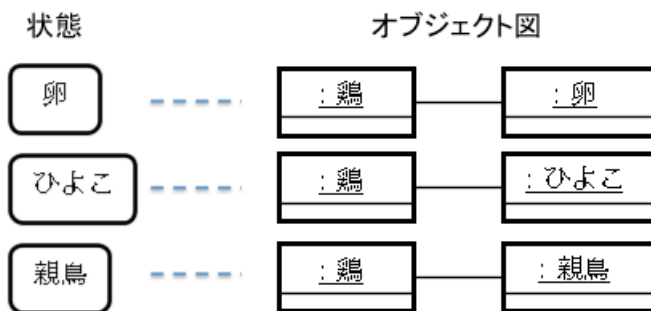 状態 オブジェクト図
卵 : 鶏 : 卵
ひよこ : 鶏 : ひよこ
親鳥 : 鶏 : 親鳥